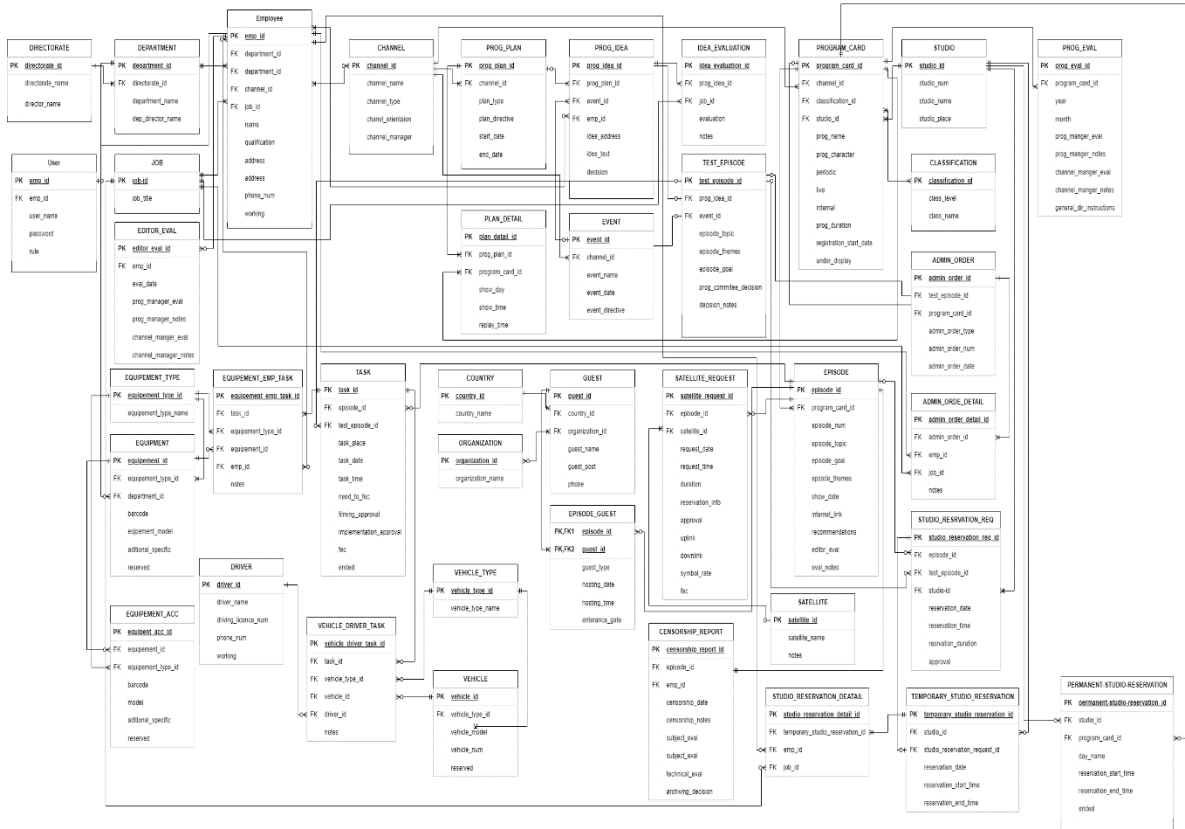 DIRECTORATE
PK directorate_id
directorate_name
director_name
DEPARTMENT
PK department_id
FK directorate_id
department_name
dep_director_name
Employee
PK emp_id
FK department_id
FK department_id
FK channel_id
FK job_id
name
qualification
address
address
phone_num
working
CHANNEL
PK channel_id
channel_name
channel_type
chanel_orientaion
channel_manager
PROG_PLAN
PK prog_plan_id
FK channel_id
plan_type
plan_directive
start_date
end_date
PROG_IDEA
PK prog_idea_id
FK prog_plan_id
FK event_id
FK emp_id
idea_address
idea_text
decision
IDEA_EVALUATION
PK idea_evaluation_id
FK prog_idea_id
FK job_id
evaluation
notes
PROGRAM_CARD
PK program_card_id
FK channel_id
FK classification_id
FK studio_id
prog_name
prog_character
periodic
live
internal
prog_duration
registration_start_date
under_display
STUDIO
PK studio_id
studio_num
studio_name
studio_place
PROG_EVAL
PK prog_eval_id
FK program_card_id
year
month
prog_manger_eval
prog_manger_notes
channel_manger_eval
channel_manger_notes
general_dir_instructions
User
PK emp_id
FK emp_id
user_name
password
rule
JOB
PK job-id
job_title
TEST_EPISODE
PK test_episode_id
FK prog_idea_id
FK event_id
episode_topic
episode_themes
episode_goal
prog_commitee_decision
decision_notes
CLASSIFICATION
PK classification_id
class_level
class_name
EDITOR_EVAL
PK editor_eval_id
FK emp_id
eval_date
prog_manager_eval
prog_manager_notes
channel_manger_eval
channel_manager_notes
PLAN_DETAIL
PK plan_detail_id
FK prog_plan_id
FK program_card_id
show_day
show_time
replay_time
EVENT
PK event_id
FK channel_id
event_name
event_date
event_directive
ADMIN_ORDER
PK admin_order_id
FK test_episode_id
FK program_card_id
admin_order_type
admin_order_num
admin_order_date
EQUIPEMENT_TYPE
PK equipement_type_id
equipement_type_name
EQUIPEMENT_EMP_TASK
PK equipement_emp_task_id
FK task_id
FK equipement_type_id
FK equipement_id
FK emp_id
notes
TASK
PK task_id
FK episode_id
FK test_episode_id
task_place
task_date
task_time
need_to_fec
filming_approval
implementation_approval
fec
ended
COUNTRY
PK country_id
country_name
GUEST
PK guest_id
FK country_id
FK organization_id
guest_name
guest_post
phone
SATELLITE_REQUEST
PK satellite_request_id
FK episode_id
FK satellite_id
request_date
request_time
duration
reservation_info
approval
uplink
downlink
symbol_rate
fec
EPISODE
PK episode_id
FK program_card_id
episode_num
episode_topic
episode_goal
epsode_themes
show_date
internet_link
recommendations
editor_eval
eval_notes
ADMIN_ORDE_DETAIL
PK admin_order_detail_id
FK admin_order_id
FK emp_id
FK job_id
notes
EQUIPMENT
PK equipement_id
FK equipement_type_id
FK department_id
barcode
eqipement_model
aditional_specific
reserved
ORGANIZATION
PK organization_id
organization_name
EPISODE_GUEST
PK,FK1 episode_id
PK,FK2 guest_id
guest_type
hosting_date
hosting_time
enterance_gate
STUDIO_RESRVATION_REQ
PK studio_reservation_req_id
FK episode_id
FK test_episode_id
FK studio-id
reservation_date
reservation_time
resrvation_duration
approval
DRIVER
PK driver_id
driver_name
driving_licence_num
phone_num
working
VEHICLE_TYPE
PK vehicle_type_id
vehicle_type_name
SATELLITE
PK satellite_id
satellite_name
notes
EQUIPEMENT_ACC
PK equipent_acc_id
FK equipement_id
FK equipement_type_id
barcode
model
aditional_specific
reserved
VEHICLE_DRIVER_TASK
PK vehicle_driver_task_id
FK task_id
FK vehicle_type_id
FK vehicle_id
FK driver_id
notes
VEHICLE
PK vehicle_id
FK vehicle_type_id
vehicle_model
vehicle_num
reserved
CENSORSHIP_REPORT
PK censorship_report_id
FK episode_id
FK emp_id
censorship_date
censorship_notes
subject_eval
subject_eval
technical_eval
archiving_decision
STUDIO_RESERVATION_DEATAIL
PK studio_reservation_detail_id
FK temporary_studio_reservation_id
FK emp_id
FK job_id
TEMPORARY_STUDIO_RESERVATION
PK temporary_studio_reservation_id
FK studio_id
FK studio_reservation_request_id
reservation_date
reservation_start_time
reservation_end_time
PERMANENT-STUDIO-RESERVATION
PK permanent-studio-reservation_id
FK studio_id
FK program_card_id
day_name
reservation_start_time
reservation_end_time
ended